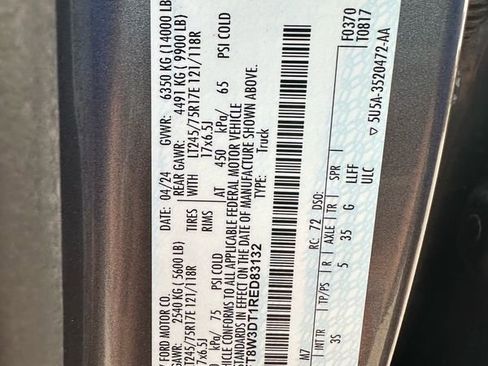 Y FORD MOTOR CO.
DATE: 04/24 GVWR: 6350 KG (14000 LB)
2540 KG ( 5600 LB) REAR GAWR: 4491 KG ( 9900 LB)
245/75R17E 121/118R TIRES WITH LT245/75R17E 121/118R
7x6.5J RIMS 17x6.5J
kPa/ 75 PSI COLD AT 450 kPa/ 65 PSI COLD
VEHICLE CONFORMS TO ALL APPLICABLE FEDERAL MOTOR VEHICLE
STANDARDS IN EFFECT ON THE DATE OF MANUFACTURE SHOWN ABOVE.
T8W3DT1RED83132 TYPE: Truck
F0370
T0817
M7 RC: 72 DSO:
INT TR TP/PS R AXLE TR SPR
35 5 35 G LLFF
ULC
▽ 5U5A-3520472-AA